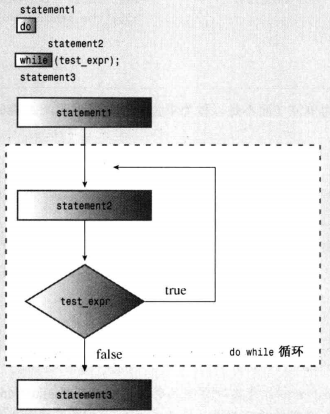 statement1
do
statement2
while (test_expr);
statement3
statement1
statement2
test_expr
true
false
do while 循环
statement3